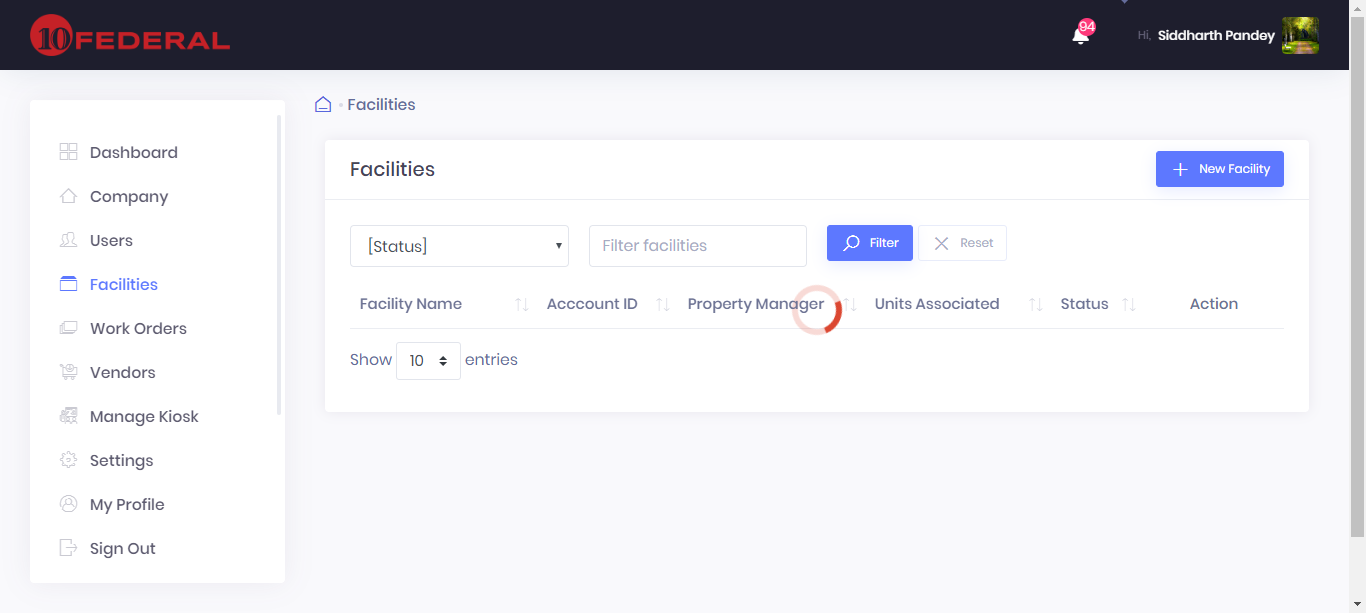 10 FEDERAL
94
Hi, Siddharth Pandey
Dashboard
Company
Users
Facilities
Work Orders
Vendors
Manage Kiosk
Settings
My Profile
Sign Out
Facilities
Facilities
New Facility
[Status]
Filter facilities
Filter
Reset
Facility Name Acccount ID Property Manager Units Associated Status Action
Show 10 entries